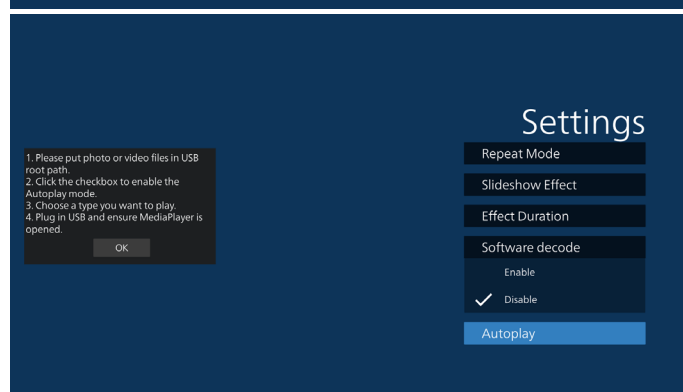 Settings
1. Please put photo or video files in USB
root path.
2. Click the checkbox to enable the
Autoplay mode.
3. Choose a type you want to play.
4. Plug in USB and ensure MediaPlayer is
opened.
OK
Repeat Mode
Slideshow Effect
Effect Duration
Software decode
Enable
Disable
Autoplay